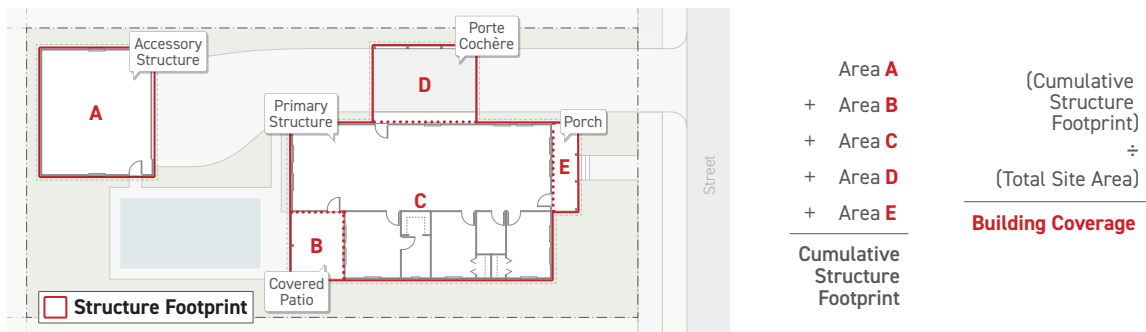 Accessory
Structure
Porte
Cochère
A
D
Primary
Structure
Porch
E
C
B
Covered
Patio
Street
Structure Footprint
Area A
+ Area B
+ Area C
+ Area D
+ Area E
Cumulative
Structure
Footprint
(Cumulative
Structure
Footprint)
÷
(Total Site Area)
Building Coverage